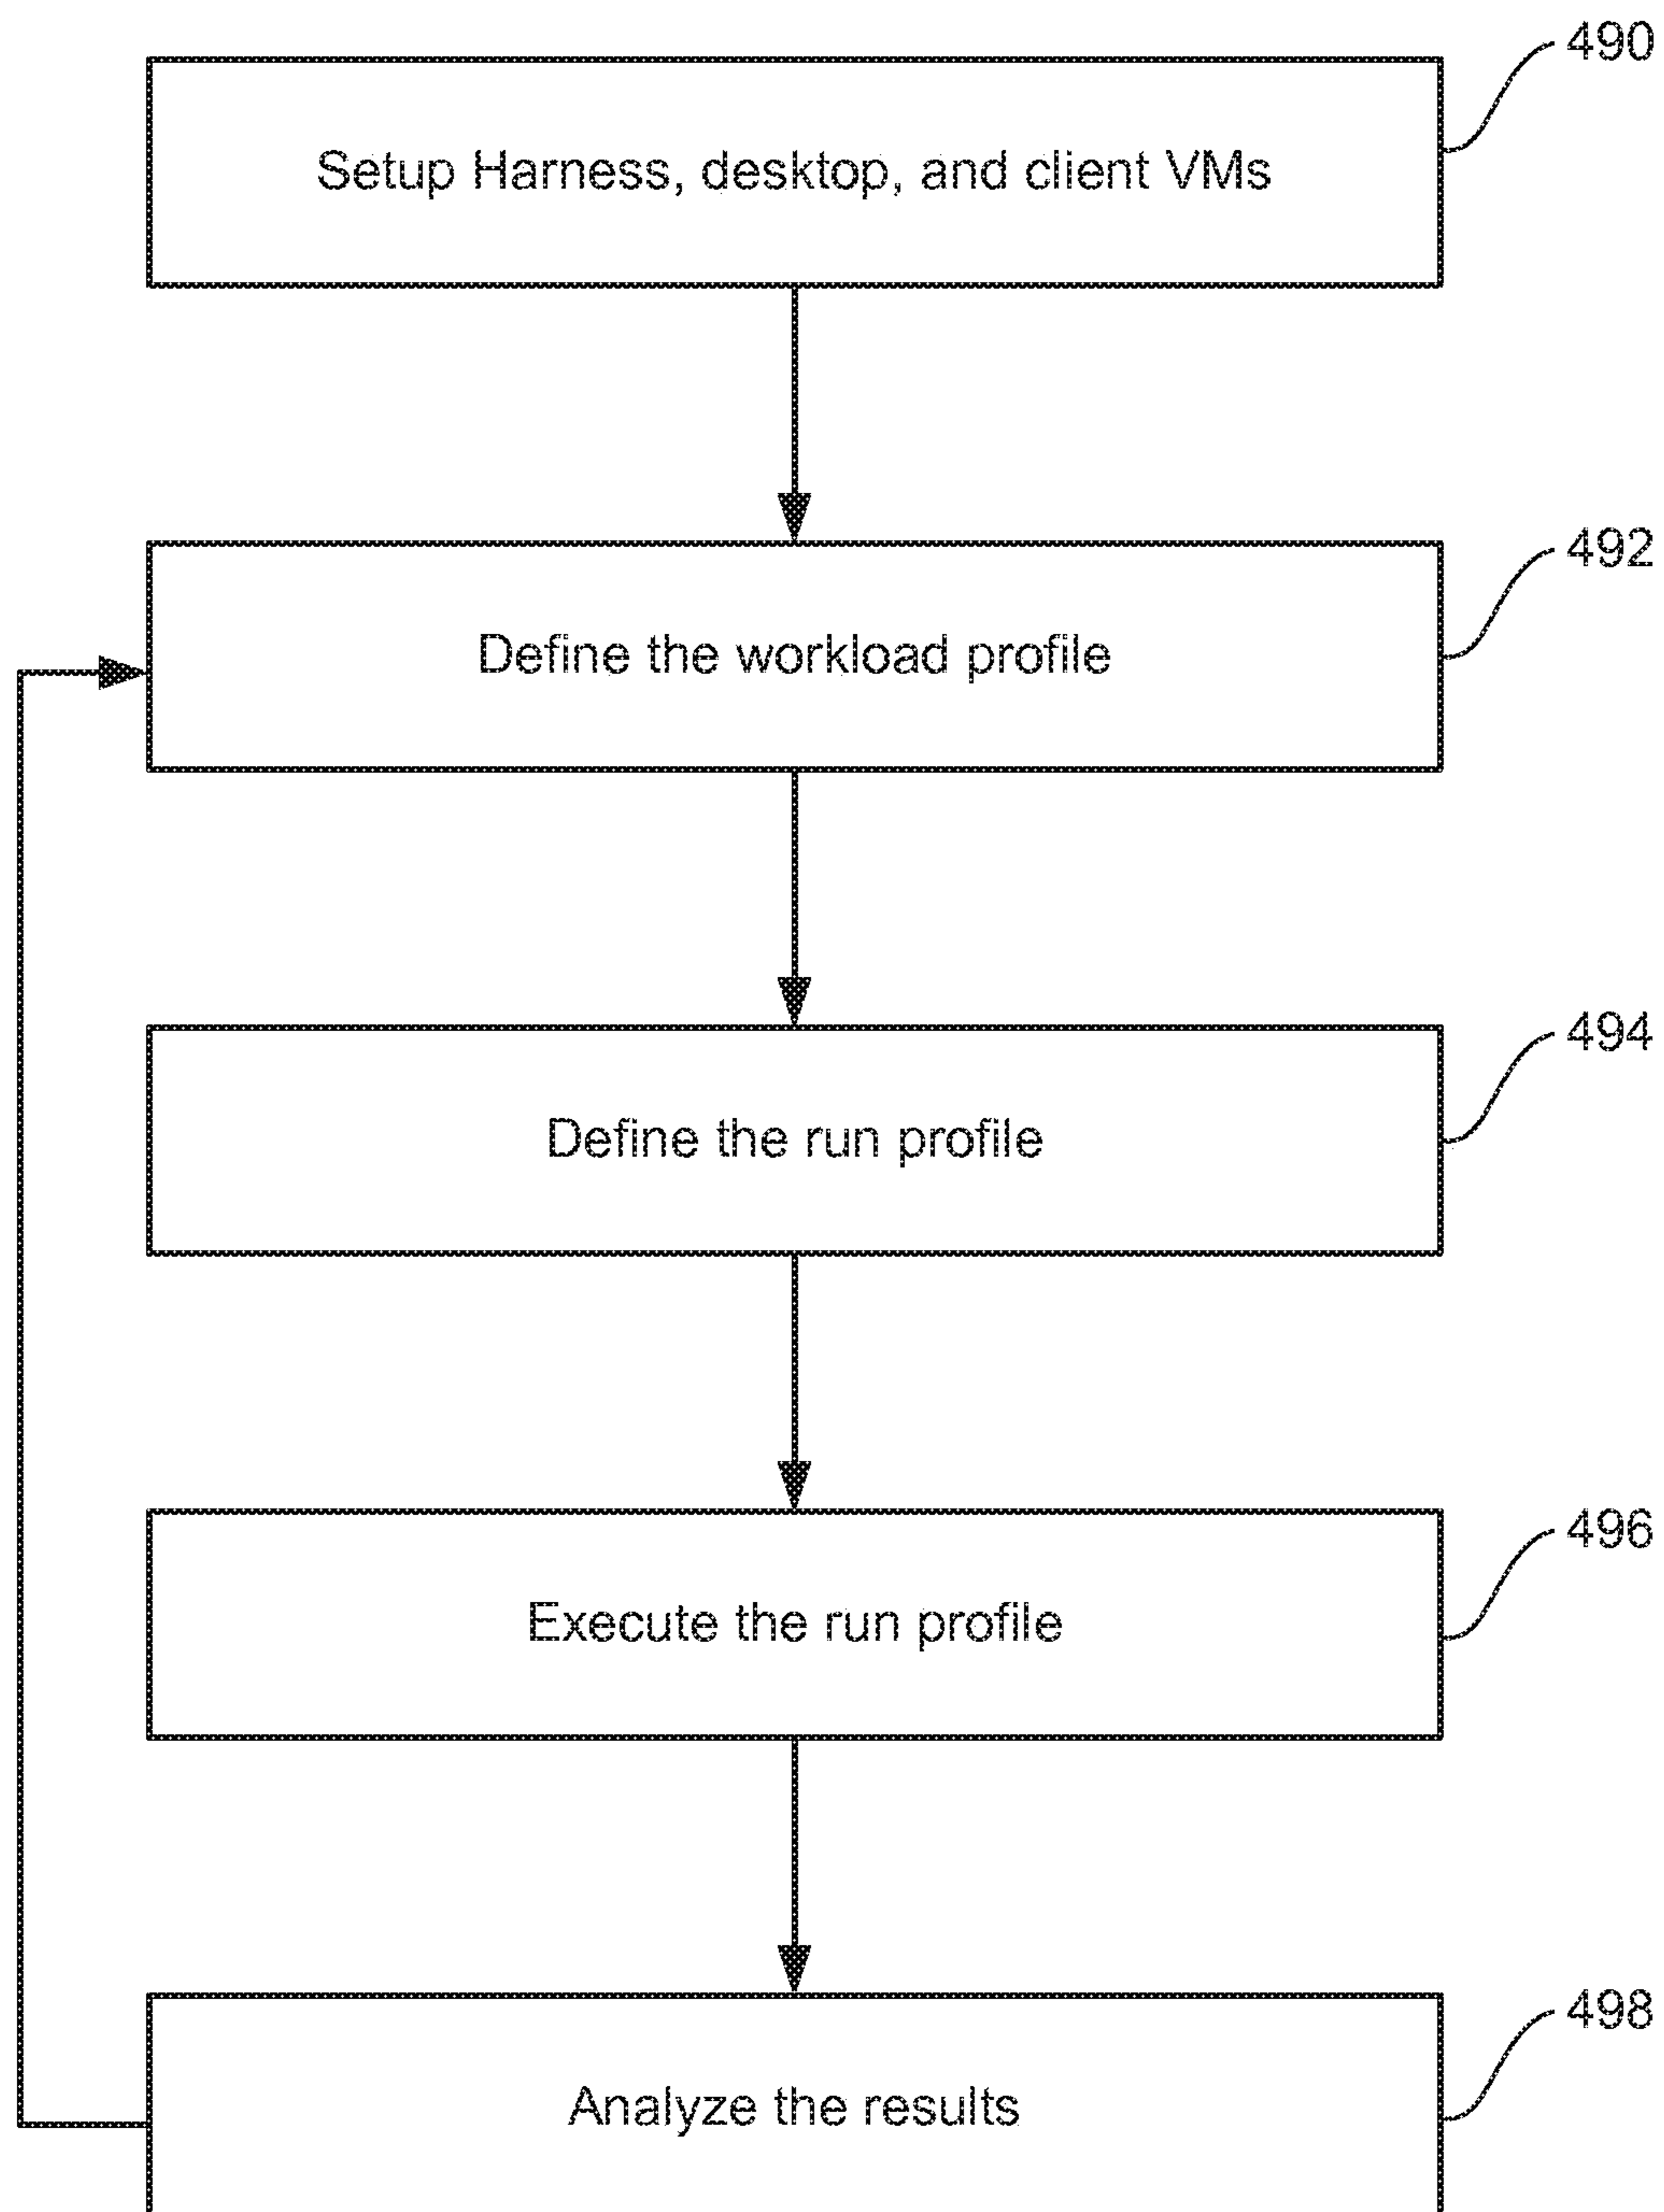 490
Setup Harness, desktop, and client VMs
492
Define the workload profile
494
Define the run profile
496
Execute the run profile
498
Analyze the results